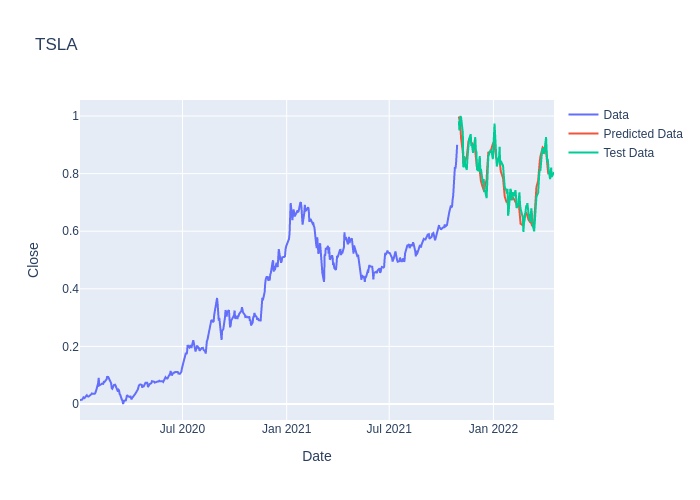 TSLA
Data
Predicted Data
Test Data
Close
1
0.8
0.6
0.4
0.2
0
Jul 2020
Jan 2021
Jul 2021
Jan 2022
Date